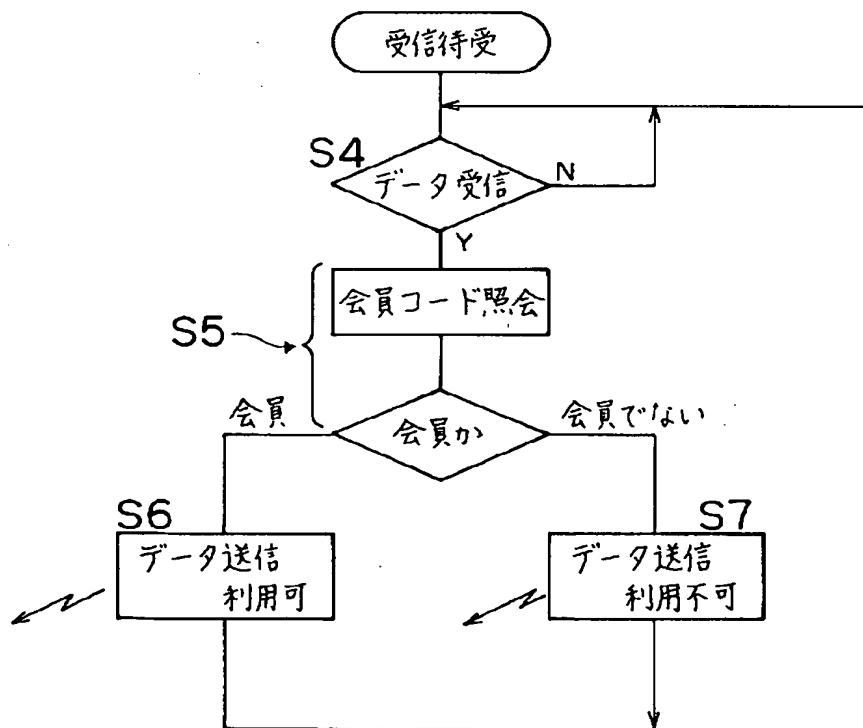 受信待受
S4
データ受信
N
Y
会員コード照会
S5
会員
会員か
会員でない
S6
S7
データ送信
利用可
データ送信
利用不可